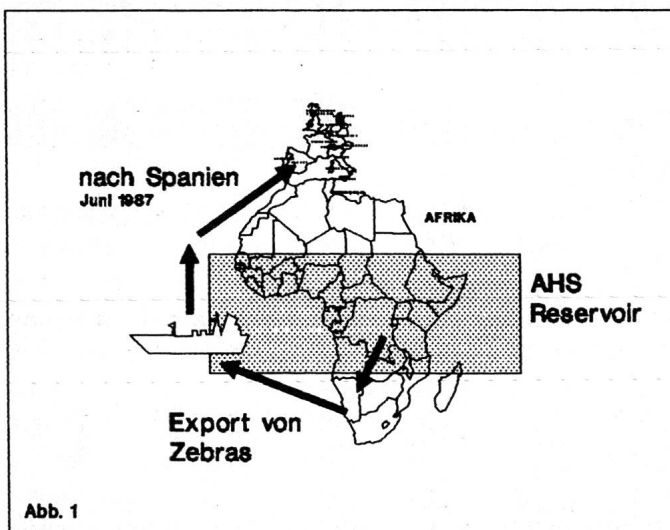 nach Spanien
Juni 1987
AFRIKA
AHS
Reservoir
Export von
Zebras
Abb. 1